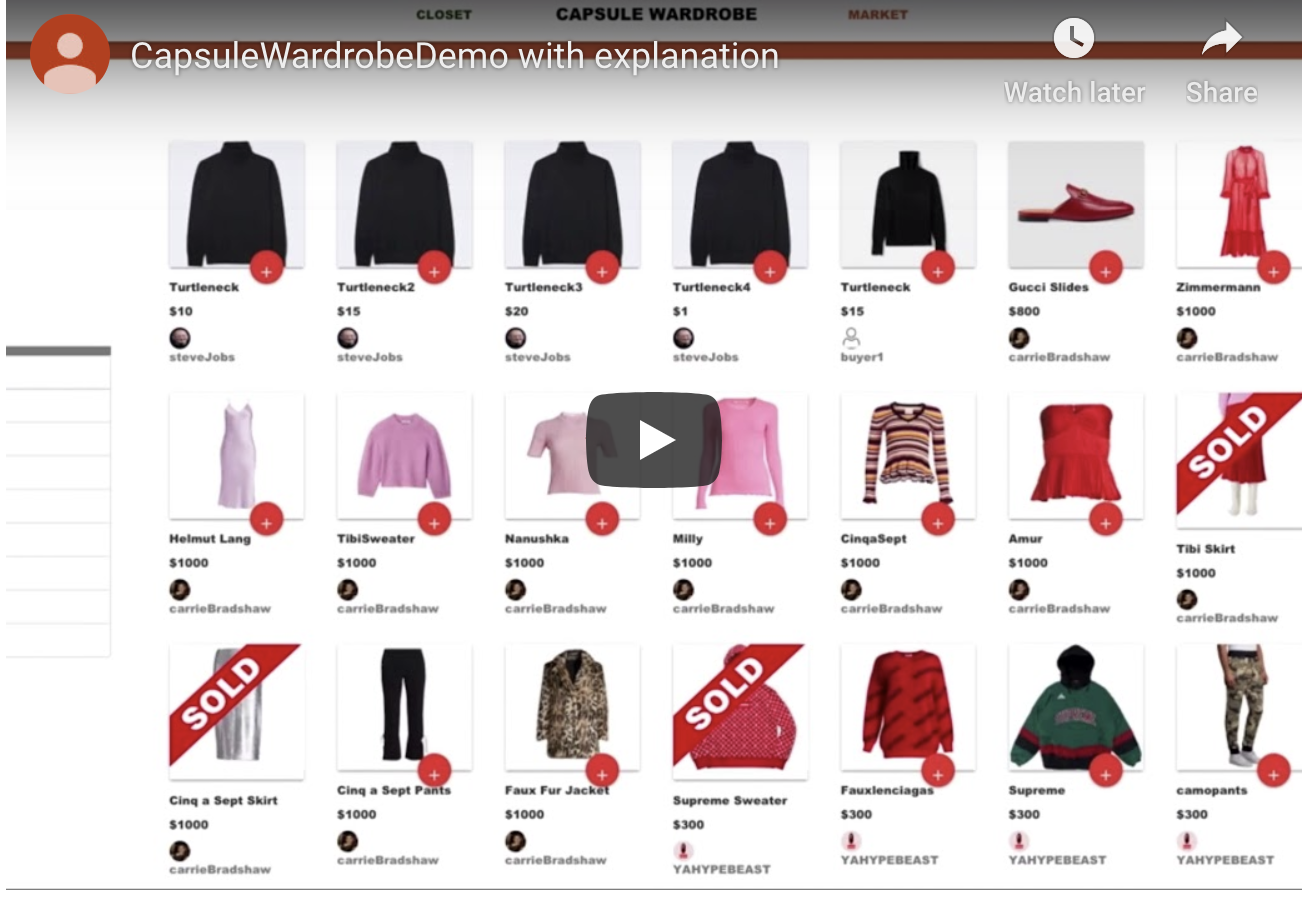 CLOSET CAPSULE WARDROBE MARKET
CapsuleWardrobeDemo with explanation
Watch later Share
Turtleneck Turtleneck2 Turtleneck3 Turtleneck4 Turtleneck Gucci Slides Zimmermann
$10 $15 $20 $1 $15 $800 $1000
steveJobs steveJobs steveJobs steveJobs buyer1 carrieBradshaw carrieBradshaw
SOLD
Helmut Lang TibiSweater Nanushka Milly CinqaSept Amur Tibi Skirt
$1000 $1000 $1000 $1000 $1000 $1000 $1000
carrieBradshaw carrieBradshaw carrieBradshaw carrieBradshaw carrieBradshaw carrieBradshaw carrieBradshaw
SOLD SOLD SUPREME
Cinq a Sept Skirt Cinq a Sept Pants Faux Fur Jacket Supreme Sweater Fauxlenciagas Supreme camopants
$1000 $1000 $1000 $300 $300 $300 $300
carrieBradshaw carrieBradshaw carrieBradshaw YAHYPEBEAST YAHYPEBEAST YAHYPEBEAST YAHYPEBEAST